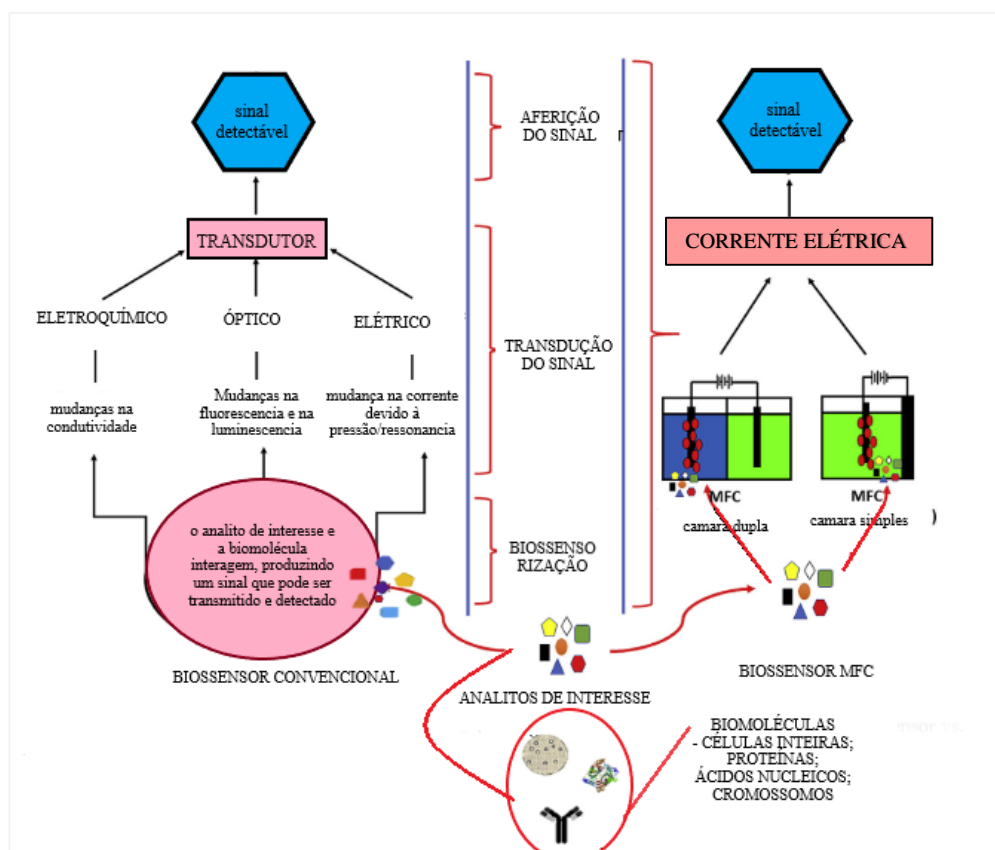 sinal
detectável
TRANSDUTOR
ELETROQUÍMICO
ÓPTICO
ELÉTRICO
mudanças na
condutividade
Mudanças na
fluorescencia e na
luminescencia
mudança na corrente
devido à
pressão/ressonancia
o analito de interesse e
a biomolécula
interagem, produzindo
um sinal que pode ser
transmitido e detectado
BIOSSENSOR CONVENCIONAL
AFERIÇÃO
DO SINAL
TRANSDUÇÃO
DO SINAL
BIOSSENSO
RIZAÇÃO
ANALITOS DE INTERESSE
sinal
detectável
CORRENTE ELÉTRICA
MFC
camara dupla
MFC
camara simples
)
BIOSSENSOR MFC
BIOMOLÉCULAS
- CÉLULAS INTEIRAS;
PROTEÍNAS;
ÁCIDOS NUCLEICOS;
CROMOSSOMOS